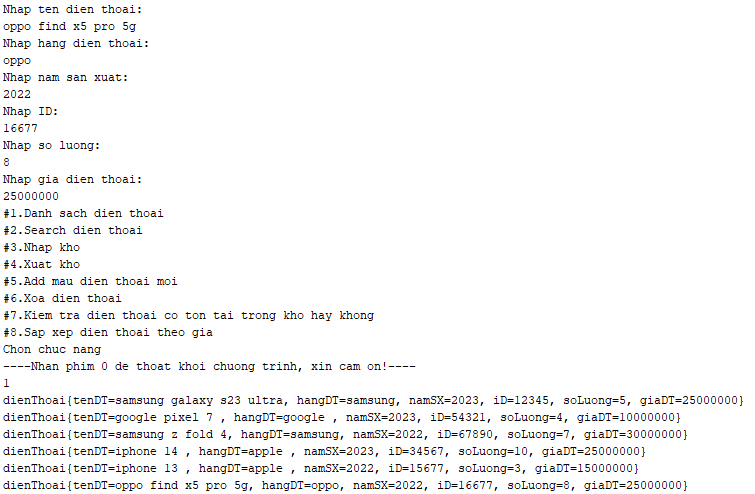 Nhap ten dien thoai:
oppo find x5 pro 5g
Nhap hang dien thoai:
oppo
Nhap nam san xuat:
2022
Nhap ID:
16677
Nhap so luong:
8
Nhap gia dien thoai:
25000000
#1.Danh sach dien thoai
#2.Search dien thoai
#3.Nhap kho
#4.Xuat kho
#5.Add mau dien thoai moi
#6.Xoa dien thoai
#7.Kiem tra dien thoai co ton tai trong kho hay khong
#8.Sap xep dien thoai theo gia
Chon chuc nang
----Nhan phim 0 de thoat khoi chuong trinh, xin cam on!----
1
dienThoai{tenDT=samsung galaxy s23 ultra, hangDT=samsung, namSX=2023, iD=12345, soLuong=5, giaDT=25000000}
dienThoai{tenDT=google pixel 7 , hangDT=google , namSX=2023, iD=54321, soLuong=4, giaDT=10000000}
dienThoai{tenDT=samsung z fold 4, hangDT=samsung, namSX=2022, iD=67890, soLuong=7, giaDT=30000000}
dienThoai{tenDT=iphone 14 , hangDT=apple , namSX=2023, iD=34567, soLuong=10, giaDT=25000000}
dienThoai{tenDT=iphone 13 , hangDT=apple , namSX=2022, iD=15677, soLuong=3, giaDT=15000000}
dienThoai{tenDT=oppo find x5 pro 5g, hangDT=oppo, namSX=2022, iD=16677, soLuong=8, giaDT=25000000}